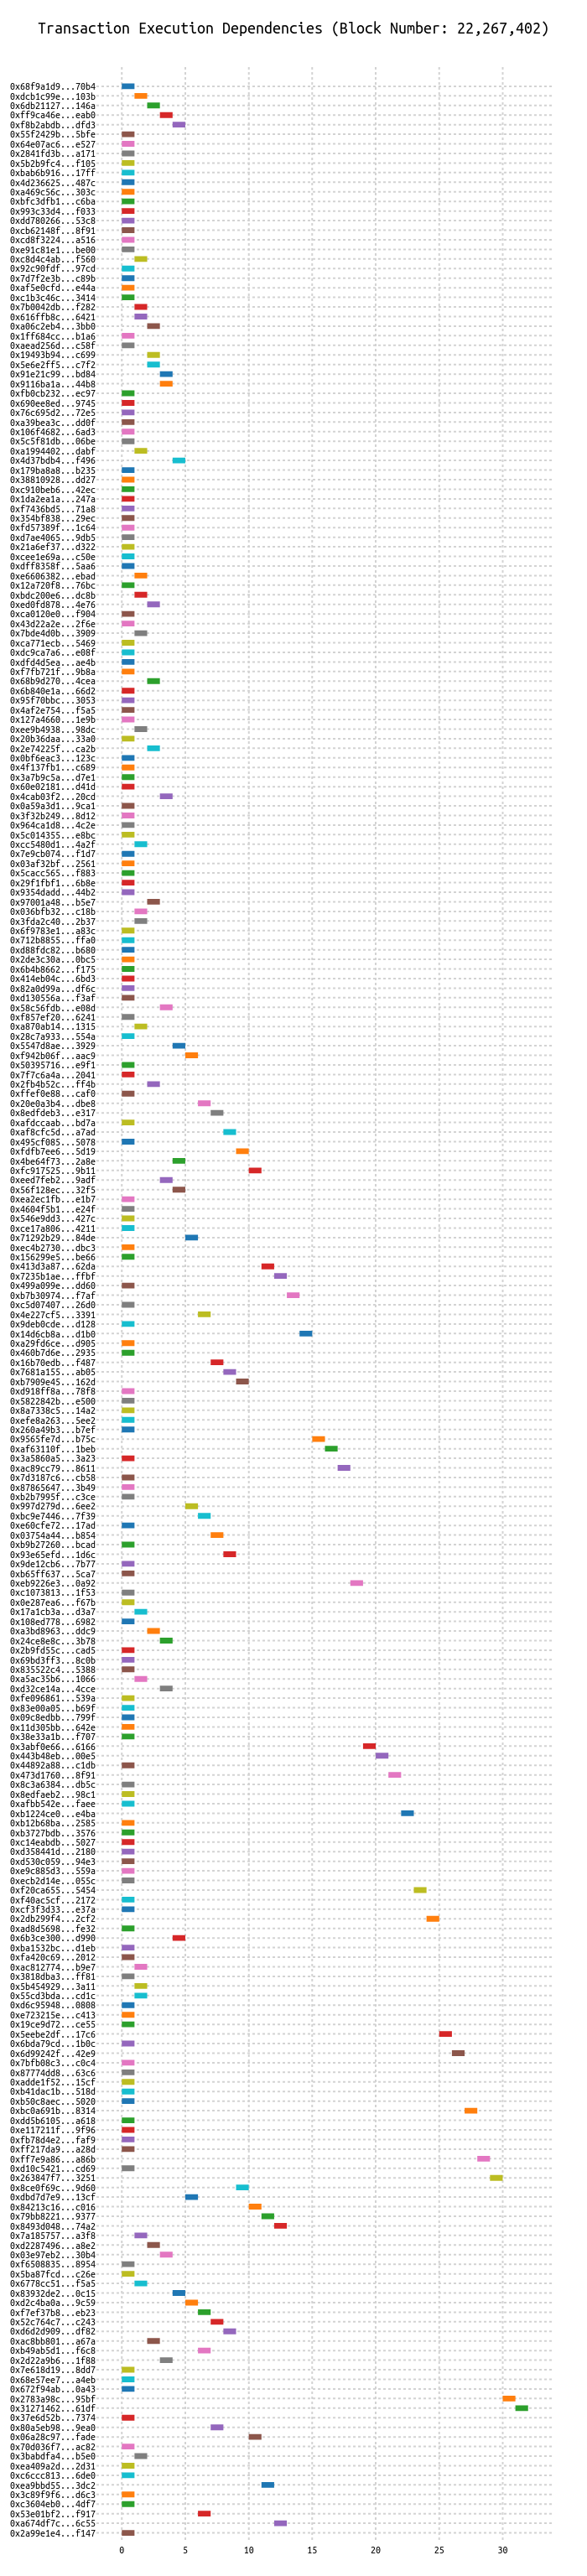 Transaction Execution Dependencies (Block Number: 22,267,402)
0x68f9a1d9...70b4
0xdcb1c99e...103b
0x6db21127...146a
0xff9ca46e...eab0
0xf8b2abdb...dfd3
0x55f2429b...5bfe
0x64e07ac6...e527
0x2841fd3b...a171
0x5b2b9fc4...f105
0xbab6b916...17ff
0x4d236625...487c
0xa469c56c...303c
0xbfc3dfb1...c6ba
0x993c33d4...f033
0xdd780266...53c8
0xcb62148f...8f91
0xcd8f3224...a516
0xe91c81e1...be00
0xc8d4c4ab...f560
0x92c90fdf...97cd
0x7d7f2e3b...c89b
0xaf5e0cfd...e44a
0xc1b3c46c...3414
0x7b0042db...f282
0x616ffb8c...6421
0xa06c2eb4...3bb0
0x1ff684cc...b1a6
0xaead256d...c58f
0x19493b94...c699
0x5e6e2ff5...c7f2
0x91e21c99...bd84
0x9116ba1a...44b8
0xfb0cb232...ec97
0x690ee8ed...9745
0x76c695d2...72e5
0xa39bea3c...dd0f
0x106f4682...6ad3
0x5c5f81db...06be
0xa1994402...dabf
0x4d37bdb4...f496
0x179ba8a8...b235
0x38810928...dd27
0xc910beb6...42ec
0x1da2ea1a...247a
0xf7436bd5...71a8
0x354bf838...29ec
0xfd57389f...1c64
0xd7ae4065...9db5
0x21a6ef37...d322
0xcee1e69a...c50e
0xdff8358f...5aa6
0xe6606382...ebad
0x12a720f8...76bc
0xbdc200e6...dc8b
0xed0fd878...4e76
0xca0120e0...f904
0x43d22a2e...2f6e
0x7bde4d0b...3909
0xca771ecb...5469
0xdc9ca7a6...e08f
0xdfd4d5ea...ae4b
0xf7fb721f...9b8a
0x68b9d270...4cea
0x6b840e1a...66d2
0x95f70bbc...3053
0x4af2e754...f5a5
0x127a4660...1e9b
0xee9b4938...98dc
0x20b36daa...33a0
0x2e74225f...ca2b
0x0bf6eac3...123c
0x4f137fb1...c689
0x3a7b9c5a...d7e1
0x60e02181...d41d
0x4cab03f2...20cd
0x0a59a3d1...9ca1
0x3f32b249...8d12
0x964ca1d8...4c2e
0x5c014355...e8bc
0xcc5480d1...4a2f
0x7e9cb074...f1d7
0x03af32bf...2561
0x5cacc565...f883
0x29f1fbf1...6b8e
0x9354dadd...44b2
0x97001a48...b5e7
0x036bfb32...c18b
0x3fda2c40...2b37
0x6f9783e1...a83c
0x712b8855...ffa0
0xd88fdc82...b680
0x2de3c30a...0bc5
0x6b4b8662...f175
0x414eb04c...6bd3
0x82a0d99a...df6c
0xd130556a...f3af
0x58c56fdb...e08d
0xf857ef20...6241
0xa870ab14...1315
0x28c7a933...554a
0x5547d8ae...3929
0xf942b06f...aac9
0x50395716...e9f1
0x7f7c6a4a...2041
0x2fb4b52c...ff4b
0xffef0e88...caf0
0x20e0a3b4...dbe8
0x8edfdeb3...e317
0xafdccaab...bd7a
0xaf8cfc5d...a7ad
0x495cf085...5078
0xfdfb7ee6...5d19
0x4be64f73...2a8e
0xfc917525...9b11
0xeed7feb2...9adf
0x56f128ec...32f5
0xea2ec1fb...e1b7
0x4604f5b1...e24f
0x546e9dd3...427c
0xce17a806...4211
0x71292b29...84de
0xec4b2730...dbc3
0x156299e5...be66
0x413d3a87...62da
0x7235b1ae...ffbf
0x499a099e...dd60
0xb7b30974...f7af
0xc5d07407...26d0
0x4e227cf5...3391
0x9deb0cde...d128
0x14d6cb8a...d1b0
0xa29fd6ce...d905
0x460b7d6e...2935
0x16b70edb...f487
0x7681a155...ab05
0xb7909e45...162d
0xd918ff8a...78f8
0x5822842b...e500
0x8a7338c5...14a2
0xefe8a263...5ee2
0x260a49b3...b7ef
0x9565fe7d...b75c
0xaf63110f...1beb
0x3a5860a5...3a23
0xac89cc79...8611
0x7d3187c6...cb58
0x87865647...3b49
0xb2b7995f...c3ce
0x997d279d...6ee2
0xbc9e7446...7f39
0xe60cfe72...17ad
0x03754a44...b854
0xb9b27260...bcad
0x93e65efd...1d6c
0x9de12cb6...7b77
0xb65ff637...5ca7
0xeb9226e3...0a92
0xc1073813...1f53
0x0e287ea6...f67b
0x17a1cb3a...d3a7
0x108ed778...6982
0xa3bd8963...ddc9
0x24ce8e8c...3b78
0x2b9fd55c...cad5
0x69bd3ff3...8c0b
0x835522c4...5388
0xa5ac35b6...1066
0xd32ce14a...4cce
0xfe096861...539a
0x83e00a05...b69f
0x09c8edbb...799f
0x11d305bb...642e
0x38e33a1b...f707
0x3abf0e66...6166
0x443b48eb...00e5
0x44892a88...c1db
0x473d1760...8f91
0x8c3a6384...db5c
0x8edfaeb2...98c1
0xafbb542e...faee
0xb1224ce0...e4ba
0xb12b68ba...2585
0xb3727bdb...3576
0xc14eabdb...5027
0xd358441d...2180
0xd530c059...94e3
0xe9c885d3...559a
0xecb2d14e...055c
0xf20ca655...5454
0xf40ac5cf...2172
0xcf3f3d33...e37a
0x2db299f4...2cf2
0xad8d5698...fe32
0x6b3ce300...d990
0xba1532bc...d1eb
0xfa420c69...2012
0xac812774...b9e7
0x3818dba3...ff81
0x5b454929...3a11
0x55cd3bda...cd1c
0xd6c95948...0808
0xe723215e...c413
0x19ce9d72...ce55
0x5eebe2df...17c6
0x6bda79cd...1b0c
0x6d99242f...42e9
0x7bfb08c3...c0c4
0x87774dd8...63c6
0xadde1f52...15cf
0xb41dac1b...518d
0xb50c8aec...5020
0xbc0a691b...8314
0xdd5b6105...a618
0xe117211f...9f96
0xfb78d4e2...faf9
0xff217da9...a28d
0xff7e9a86...a86b
0xd10c5421...cd69
0x263847f7...3251
0x8ce0f69c...9d60
0xdbd7d7e9...13cf
0x84213c16...c016
0x79bb8221...9377
0x8493d048...74a2
0x7a185757...a3f8
0xd2287496...a8e2
0x03e97eb2...30b4
0xf6508835...8954
0x5ba87fcd...c26e
0x6778cc51...f5a5
0x83932de2...0c15
0xd2c4ba0a...9c59
0xf7ef37b8...eb23
0x52c764c7...c243
0xd6d2d909...df82
0xac8bb801...a67a
0xb49ab5d1...f6c8
0x2d22a9b6...1f88
0x7e618d19...8dd7
0x68e57ee7...a4eb
0x672f94ab...0a43
0x2783a98c...95bf
0x31271462...61df
0x37e6d52b...7374
0x80a5eb98...9ea0
0x06a28c97...fade
0x70d036f7...ac82
0x3babdfa4...b5e0
0xea409a2d...2d31
0xc6ccc813...6de0
0xea9bbd55...3dc2
0x3c89f9f6...d6c3
0xc3604eb0...4df7
0x53e01bf2...f917
0xa674df7c...6c55
0x2a99e1e4...f147
0 5 10 15 20 25 30